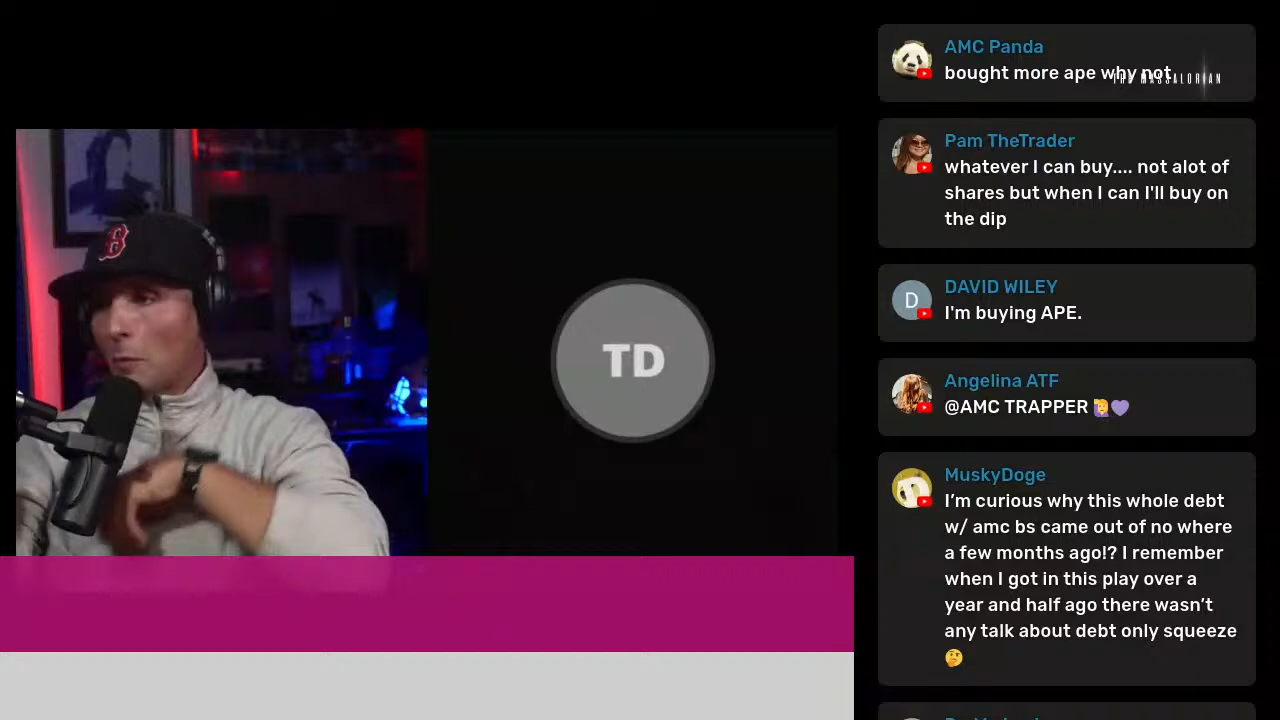 B
TD
AMC Panda
bought more ape why not
THE MASSALORIAN
Pam TheTrader
whatever I can buy.... not alot of
shares but when I can I'll buy on
the dip
D
DAVID WILEY
I'm buying APE.
Angelina ATF
@AMC TRAPPER 🙋💜
MuskyDoge
I’m curious why this whole debt
w/ amc bs came out of no where
a few months ago!? I remember
when I got in this play over a
year and half ago there wasn’t
any talk about debt only squeeze
🤔